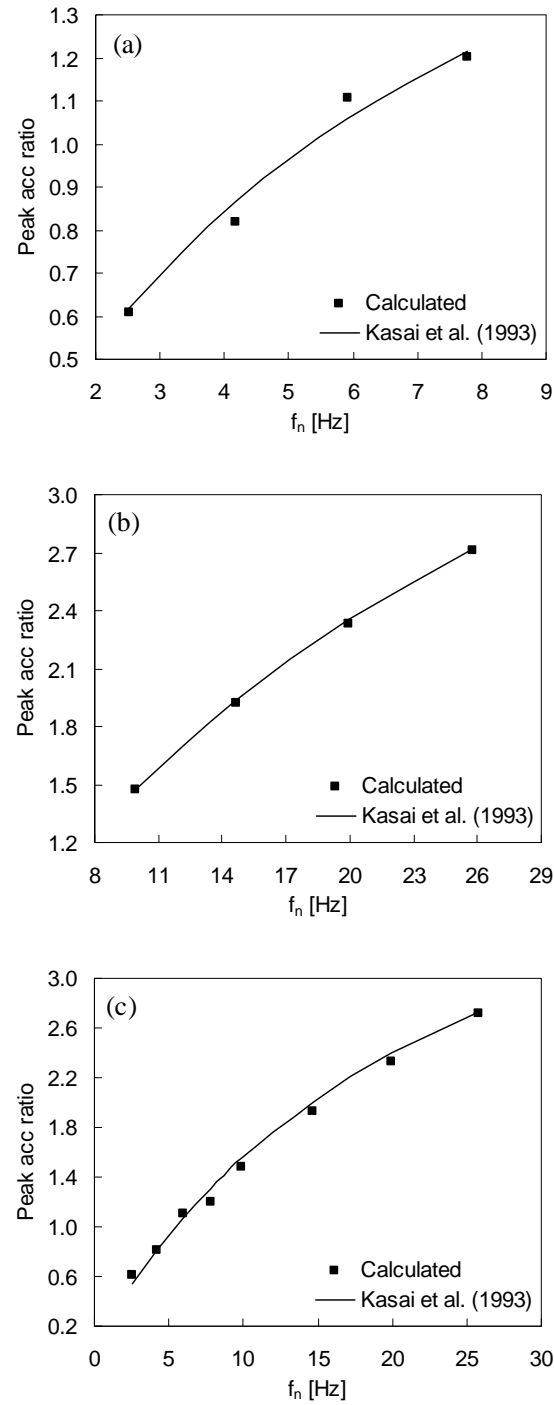 (a)
1.3
1.2
1.1
1.0
0.9
0.8
0.7
0.6
0.5
Peak acc ratio
Calculated
Kasai et al. (1993)
2 3 4 5 6 7 8 9
fn [Hz]
(b)
3.0
2.7
2.4
2.1
1.8
1.5
1.2
Peak acc ratio
Calculated
Kasai et al. (1993)
8 11 14 17 20 23 26 29
fn [Hz]
(c)
3.0
2.6
2.2
1.8
1.4
1.0
0.6
0.2
Peak acc ratio
Calculated
Kasai et al. (1993)
0 5 10 15 20 25 30
fn [Hz]